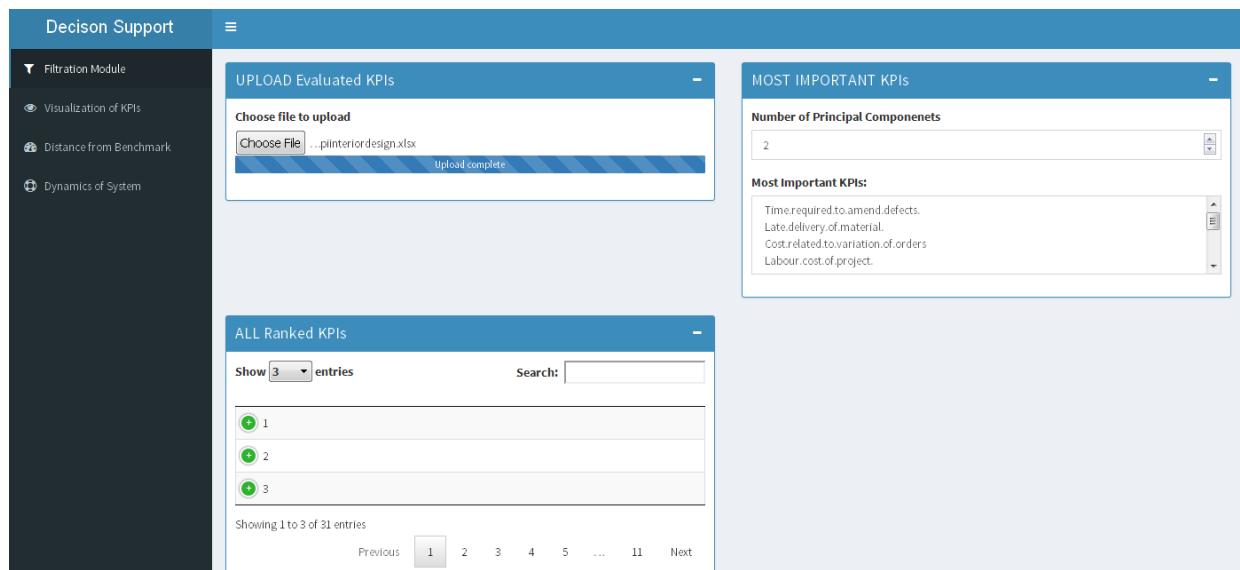 Decison Support
Filtration Module
Visualization of KPIs
Distance from Benchmark
Dynamics of System
UPLOAD Evaluated KPIs
Choose file to upload
Choose File ...piinteriordesign.xlsx
Upload complete
MOST IMPORTANT KPIs
Number of Principal Componenets
2
Most Important KPIs:
Time.required.to.amend.defects.
Late.delivery.of.material.
Cost.related.to.variation.of.orders
Labour.cost.of.project.
ALL Ranked KPIs
Show 3 entries Search:
1
2
3
Showing 1 to 3 of 31 entries
Previous 1 2 3 4 5 ... 11 Next